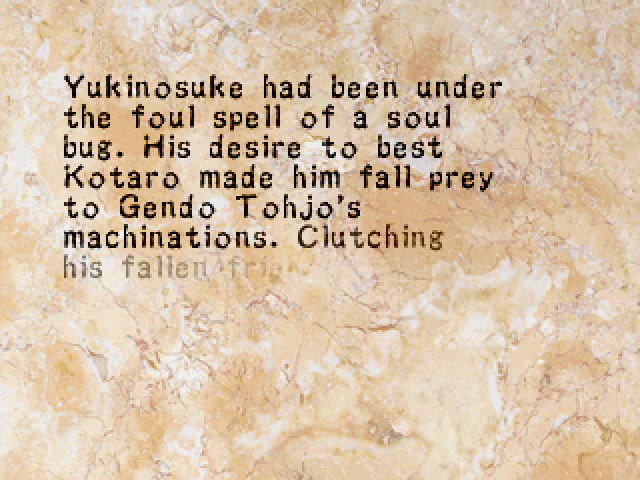 Yukinosuke had been under
the foul spell of a soul
bug. His desire to best
Kotaro made him fall prey
to Gendo Tohjo's
machinations. Clutching
his fallen